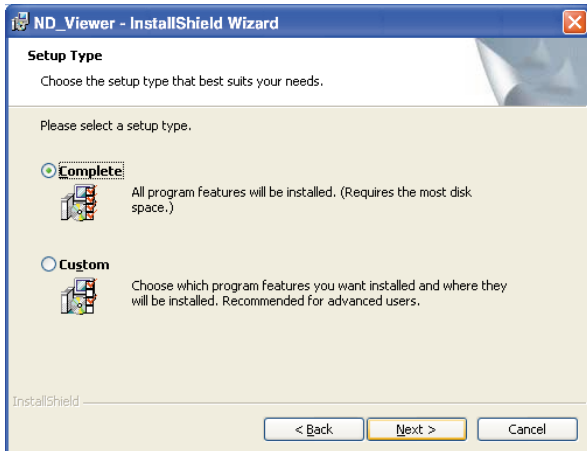 ND_Viewer - InstallShield Wizard
Setup Type
Choose the setup type that best suits your needs.
Please select a setup type.
Complete
All program features will be installed. (Requires the most disk
space.)
Custom
Choose which program features you want installed and where they
will be installed. Recommended for advanced users.
InstallShield
< Back Next > Cancel